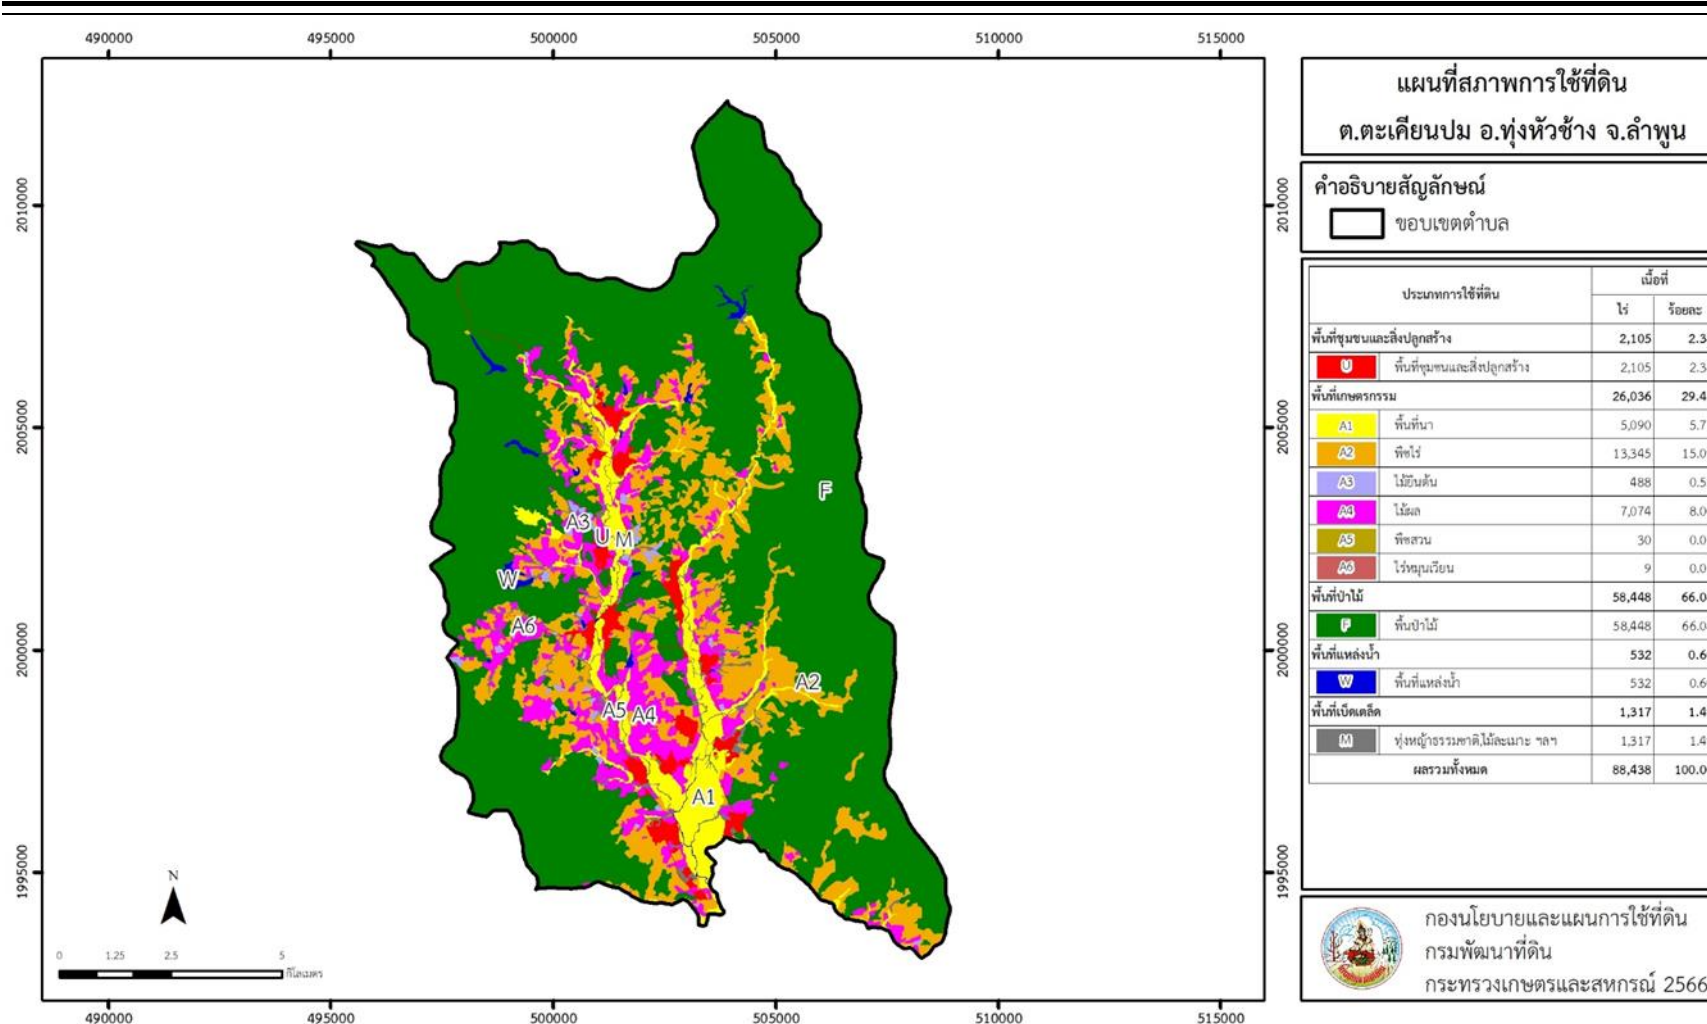 490000 495000 500000 505000 510000 515000
แผนที่สภาพการใช้ที่ดิน
ต.ตะเคียนปม อ.ทุ่งหัวช้าง จ.ลำพูน
คำอธิบายสัญลักษณ์
ขอบเขตตำบล
ประเภทการใช้ที่ดิน เนื้อที่
ไร่ ร้อยละ
พื้นที่ชุมชนและสิ่งปลูกสร้าง 2,105 2.3
U พื้นที่ชุมชนและสิ่งปลูกสร้าง 2,105 2.3
พื้นที่เกษตรกรรม 26,036 29.4
A1 พื้นที่นา 5,090 5.7
A2 พืชไร่ 13,345 15.0
A3 ไม้ยืนต้น 488 0.5
A4 ไม้ผล 7,074 8.0
A5 พืชสวน 30 0.0
A6 ไร่หมุนเวียน 9 0.0
พื้นที่ป่าไม้ 58,448 66.0
F พื้นป่าไม้ 58,448 66.0
พื้นที่แหล่งน้ำ 532 0.6
W พื้นที่แหล่งน้ำ 532 0.6
พื้นที่เบ็ดเตล็ด 1,317 1.4
M ทุ่งหญ้าธรรมชาติ,ไม้ละเมาะ ฯลฯ 1,317 1.4
ผลรวมทั้งหมด 88,438 100.0
2010000 2010000
2005000 2005000
2000000 2000000
1995000 1995000
F
A3
U M
W
A6
A2
A5 A4
A1
N
0 1.25 2.5 5
กิโลเมตร
กองนโยบายและแผนการใช้ที่ดิน
กรมพัฒนาที่ดิน
กระทรวงเกษตรและสหกรณ์ 2566
490000 495000 500000 505000 510000 515000